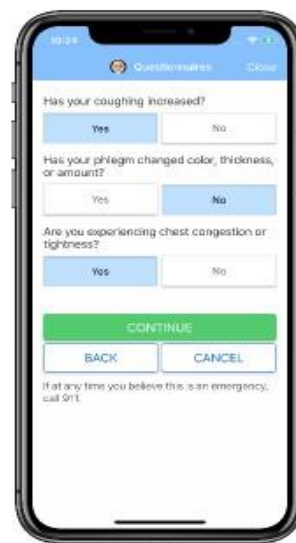 10:24
Questionnaires Close
Has your coughing increased?
Yes No
Has your phlegm changed color, thickness,
or amount?
Yes No
Are you experiencing chest congestion or
tightness?
Yes No
CONTINUE
BACK CANCEL
If at any time you believe this is an emergency,
call 911.